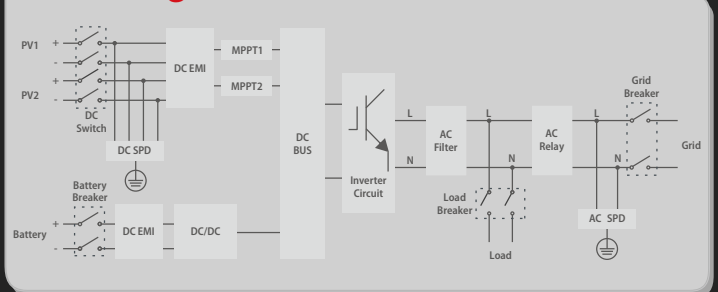 PV1
+
-
PV2
+
-
DC
Switch
DC EMI
MPPT1
MPPT2
DC SPD
DC
BUS
Inverter
Circuit
L
N
AC
Filter
L
N
AC
Relay
L
N
Grid
Breaker
Grid
Load
Breaker
Load
AC SPD
Battery
Breaker
Battery
+
-
DC EMI
DC/DC